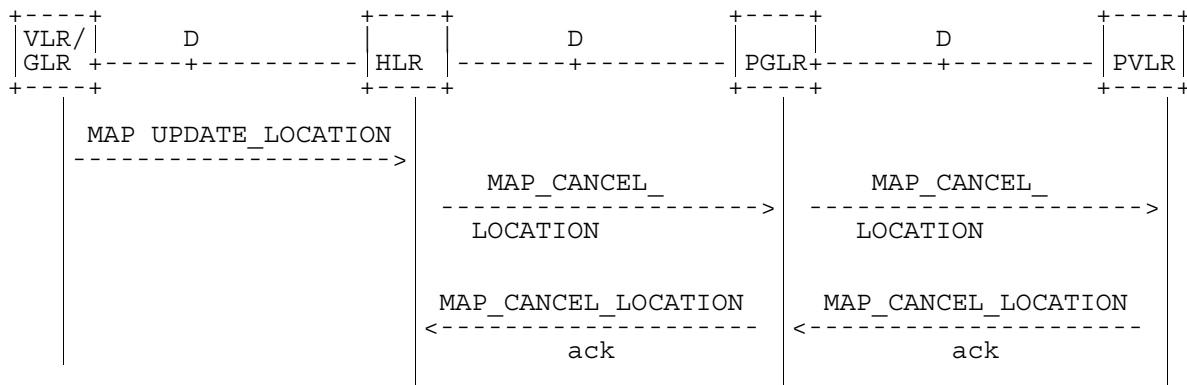 VLR/ D D D
GLR HLR PGLR PVLR
MAP UPDATE_LOCATION
MAP_CANCEL_ MAP_CANCEL_
LOCATION LOCATION
MAP_CANCEL_LOCATION MAP_CANCEL_LOCATION
ack ack